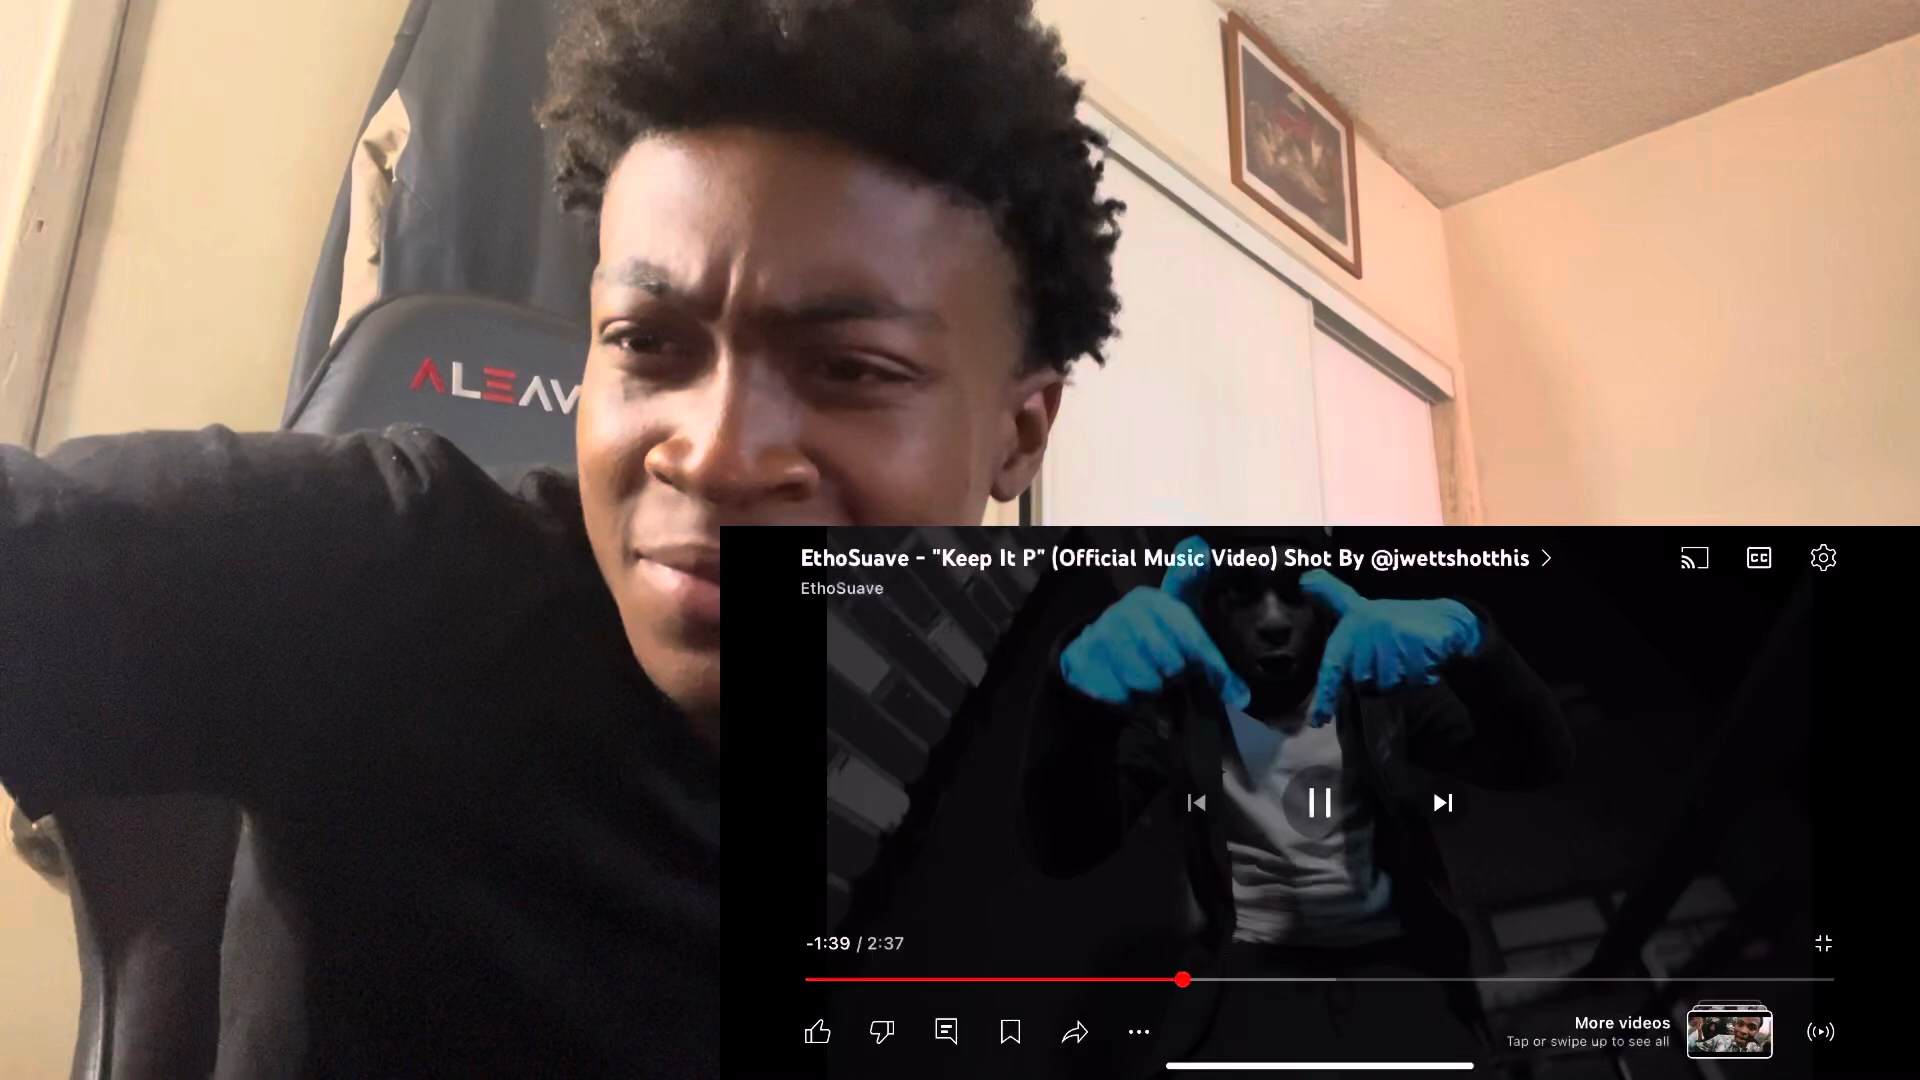 ALEAV
EthoSuave - "Keep It P" (Official Music Video) Shot By @jwettshotthis
CC
EthoSuave
-1:39 / 2:37
More videos
Tap or swipe up to see all